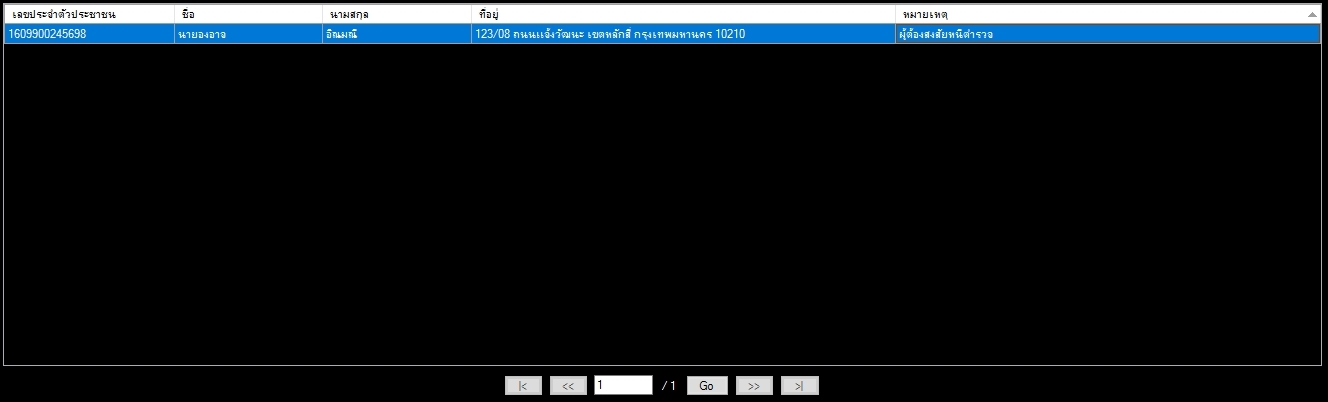 เลขประจำตัวประชาชน ชื่อ นามสกุล ที่อยู่ หมายเหตุ
1609900245698 นายองอาจ อิณมณี 123/08 ถนนแจ้งวัฒนะ เขตหลักสี่ กรุงเทพมหานคร 10210 ผู้ต้องสงสัยหนีตำรวจ
|< << 1 / 1 Go >> >|